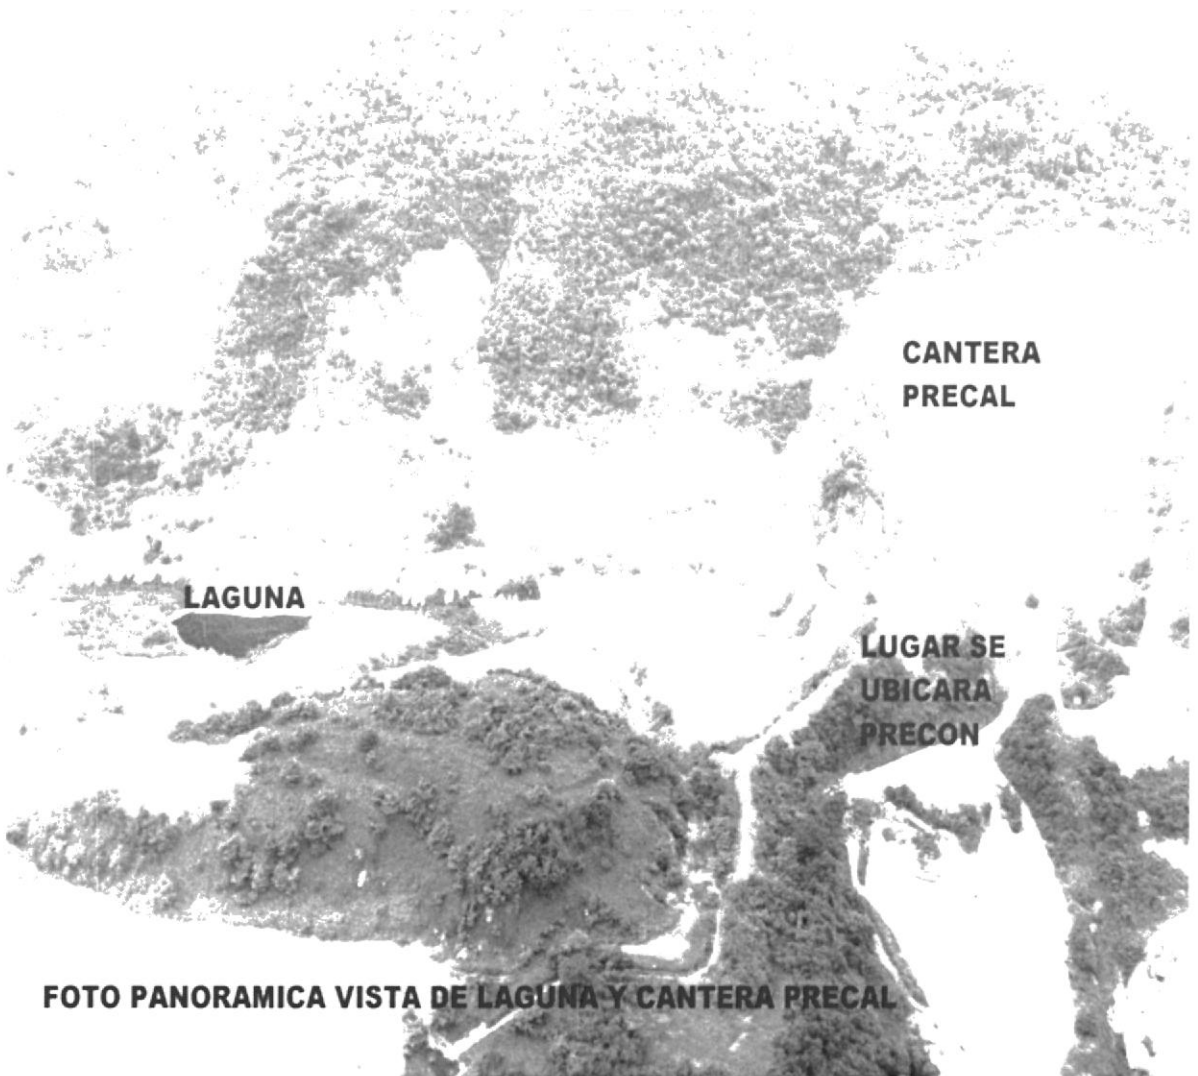 CANTERA
PRECAL
LAGUNA
LUGAR SE
UBICARA
PRECON
FOTO PANORAMICA VISTA DE LAGUNA Y CANTERA PRECAL